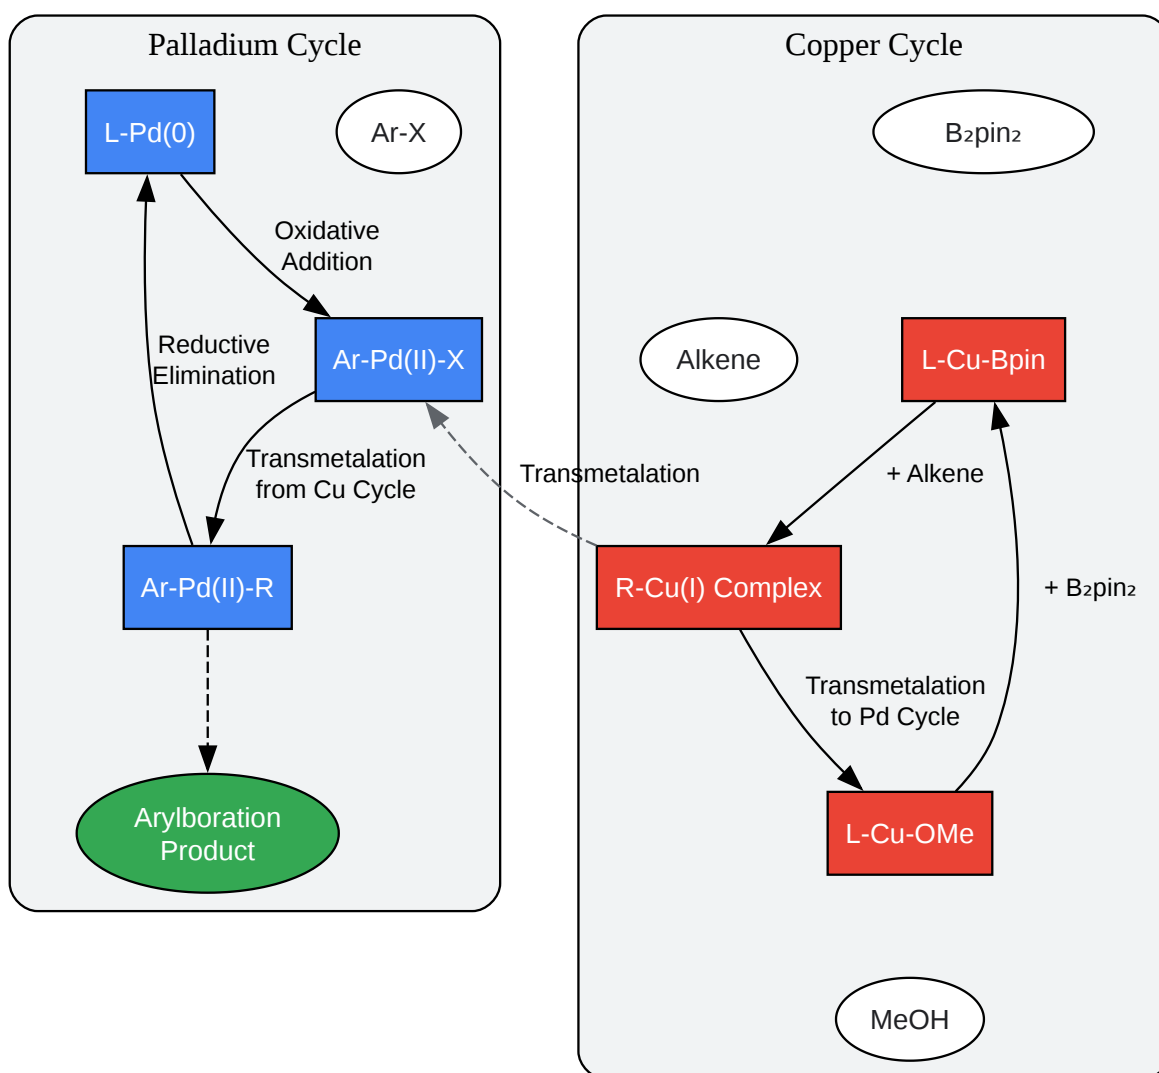 Palladium Cycle
L-Pd(0)
Ar-X
Oxidative
Addition
Reductive
Elimination
Ar-Pd(II)-X
Transmetalation
from Cu Cycle
Ar-Pd(II)-R
Arylboration
Product
Transmetalation
Copper Cycle
B₂pin₂
Alkene
L-Cu-Bpin
+ Alkene
R-Cu(I) Complex
+ B₂pin₂
Transmetalation
to Pd Cycle
L-Cu-OMe
MeOH